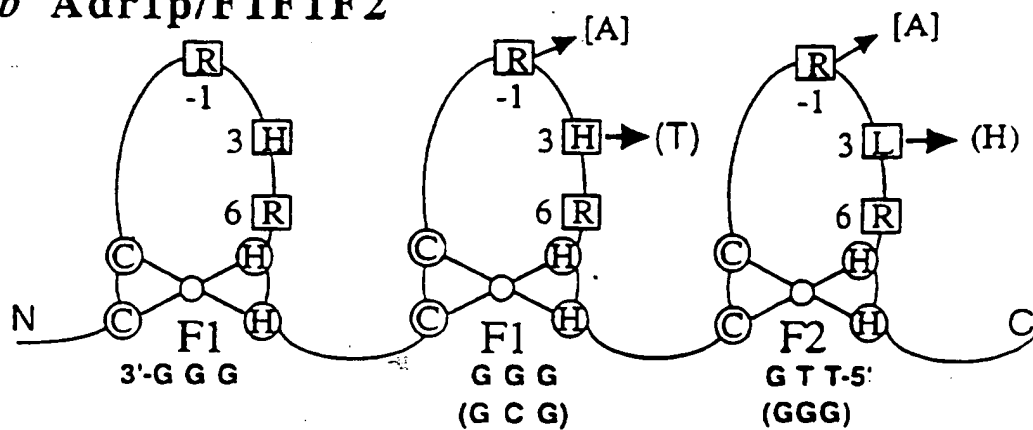 b Adr1p/F1F1F2
R [A] R [A] R
-1 -1 -1
3 H 3 H (T) 3 L (H)
6 R 6 R 6 R
C H C H C H
N C H C H C H C
F1 F1 F2
3'-G G G G G G G T T-5'
(G C G) (GGG)